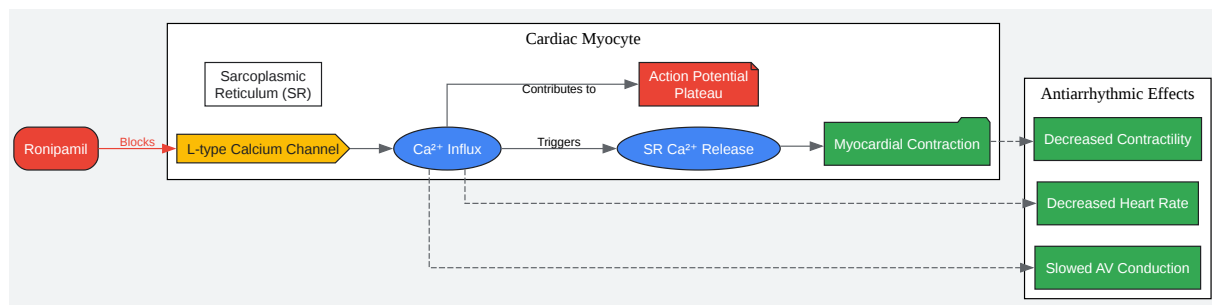 Cardiac Myocyte
Sarcoplasmic
Reticulum (SR)
Action Potential
Plateau
Contributes to
Antiarrhythmic Effects
Ronipamil
Blocks
L-type Calcium Channel
Ca²⁺ Influx
Triggers
SR Ca²⁺ Release
Myocardial Contraction
Decreased Contractility
Decreased Heart Rate
Slowed AV Conduction